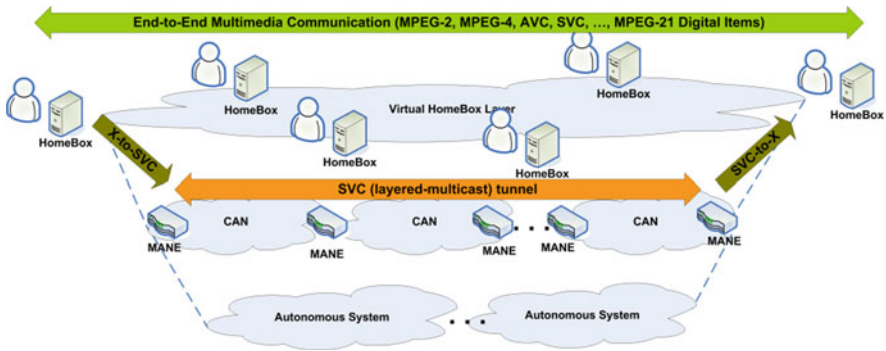 End-to-End Multimedia Communication (MPEG-2, MPEG-4, AVC, SVC, …, MPEG-21 Digital Items)
HomeBox
HomeBox
HomeBox
HomeBox
Virtual HomeBox Layer
HomeBox
HomeBox
X-to-SVC
SVC-to-X
SVC (layered-multicast) tunnel
CAN
CAN
CAN
MANE
MANE
MANE
MANE
MANE
. . .
Autonomous System
Autonomous System
. . .